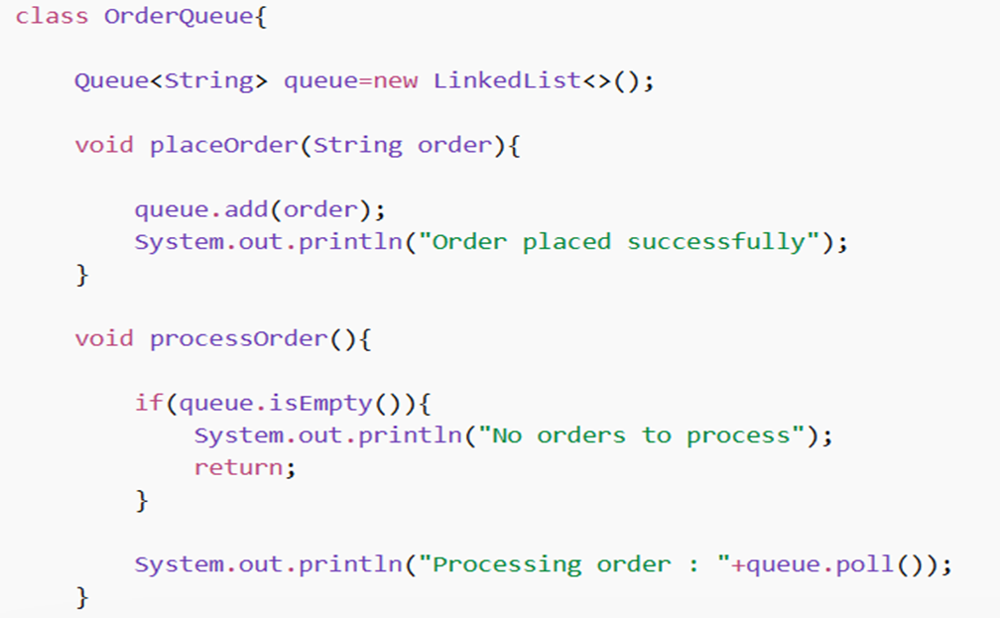 class OrderQueue{
Queue<String> queue=new LinkedList<>();
void placeOrder(String order){
queue.add(order);
System.out.println("Order placed successfully");
}
void processOrder(){
if(queue.isEmpty()){
System.out.println("No orders to process");
return;
}
System.out.println("Processing order : "+queue.poll());
}